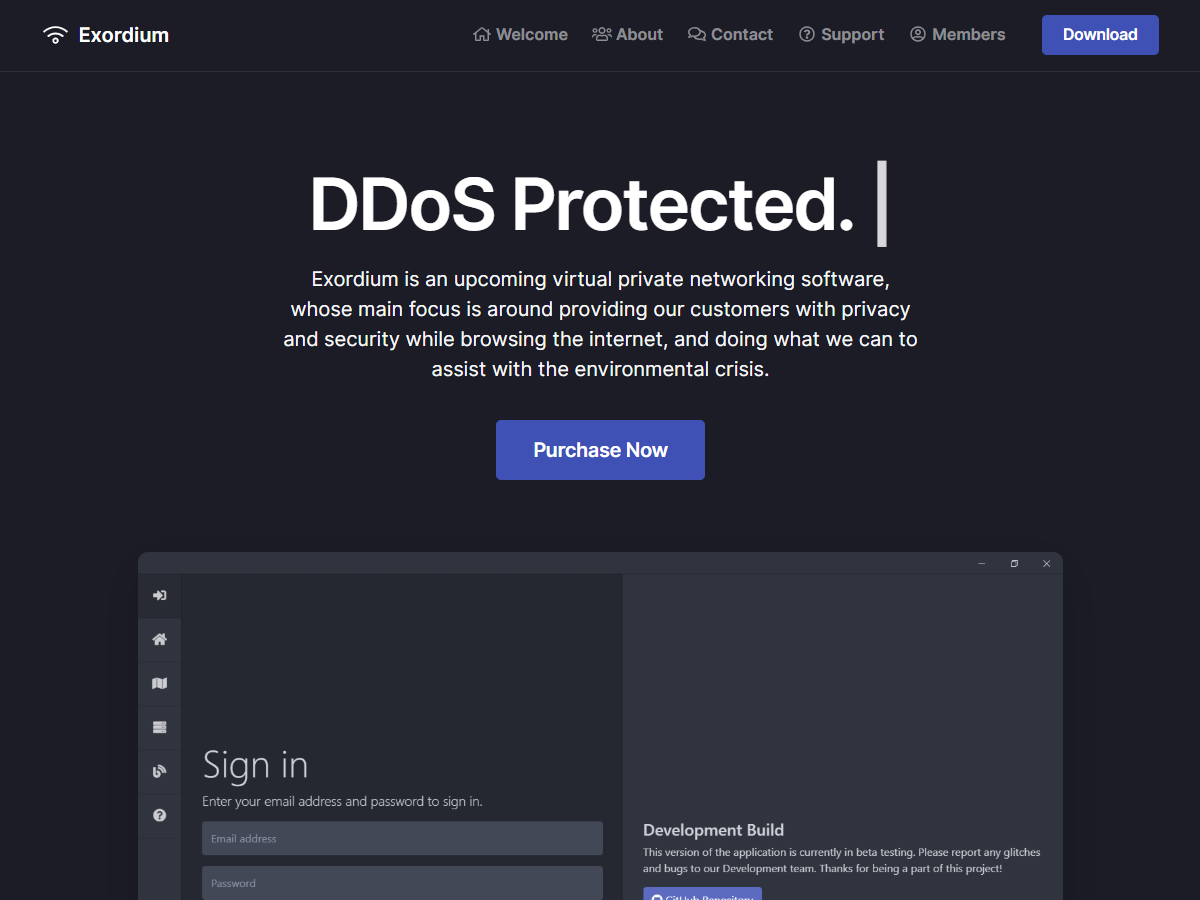 Exordium
Welcome
About
Contact
Support
Members
Download
DDoS Protected.
Exordium is an upcoming virtual private networking software,
whose main focus is around providing our customers with privacy
and security while browsing the internet, and doing what we can to
assist with the environmental crisis.
Purchase Now
Sign in
Enter your email address and password to sign in.
Email address
Password
Development Build
This version of the application is currently in beta testing. Please report any glitches
and bugs to our Development team. Thanks for being a part of this project!
GitHub Repository